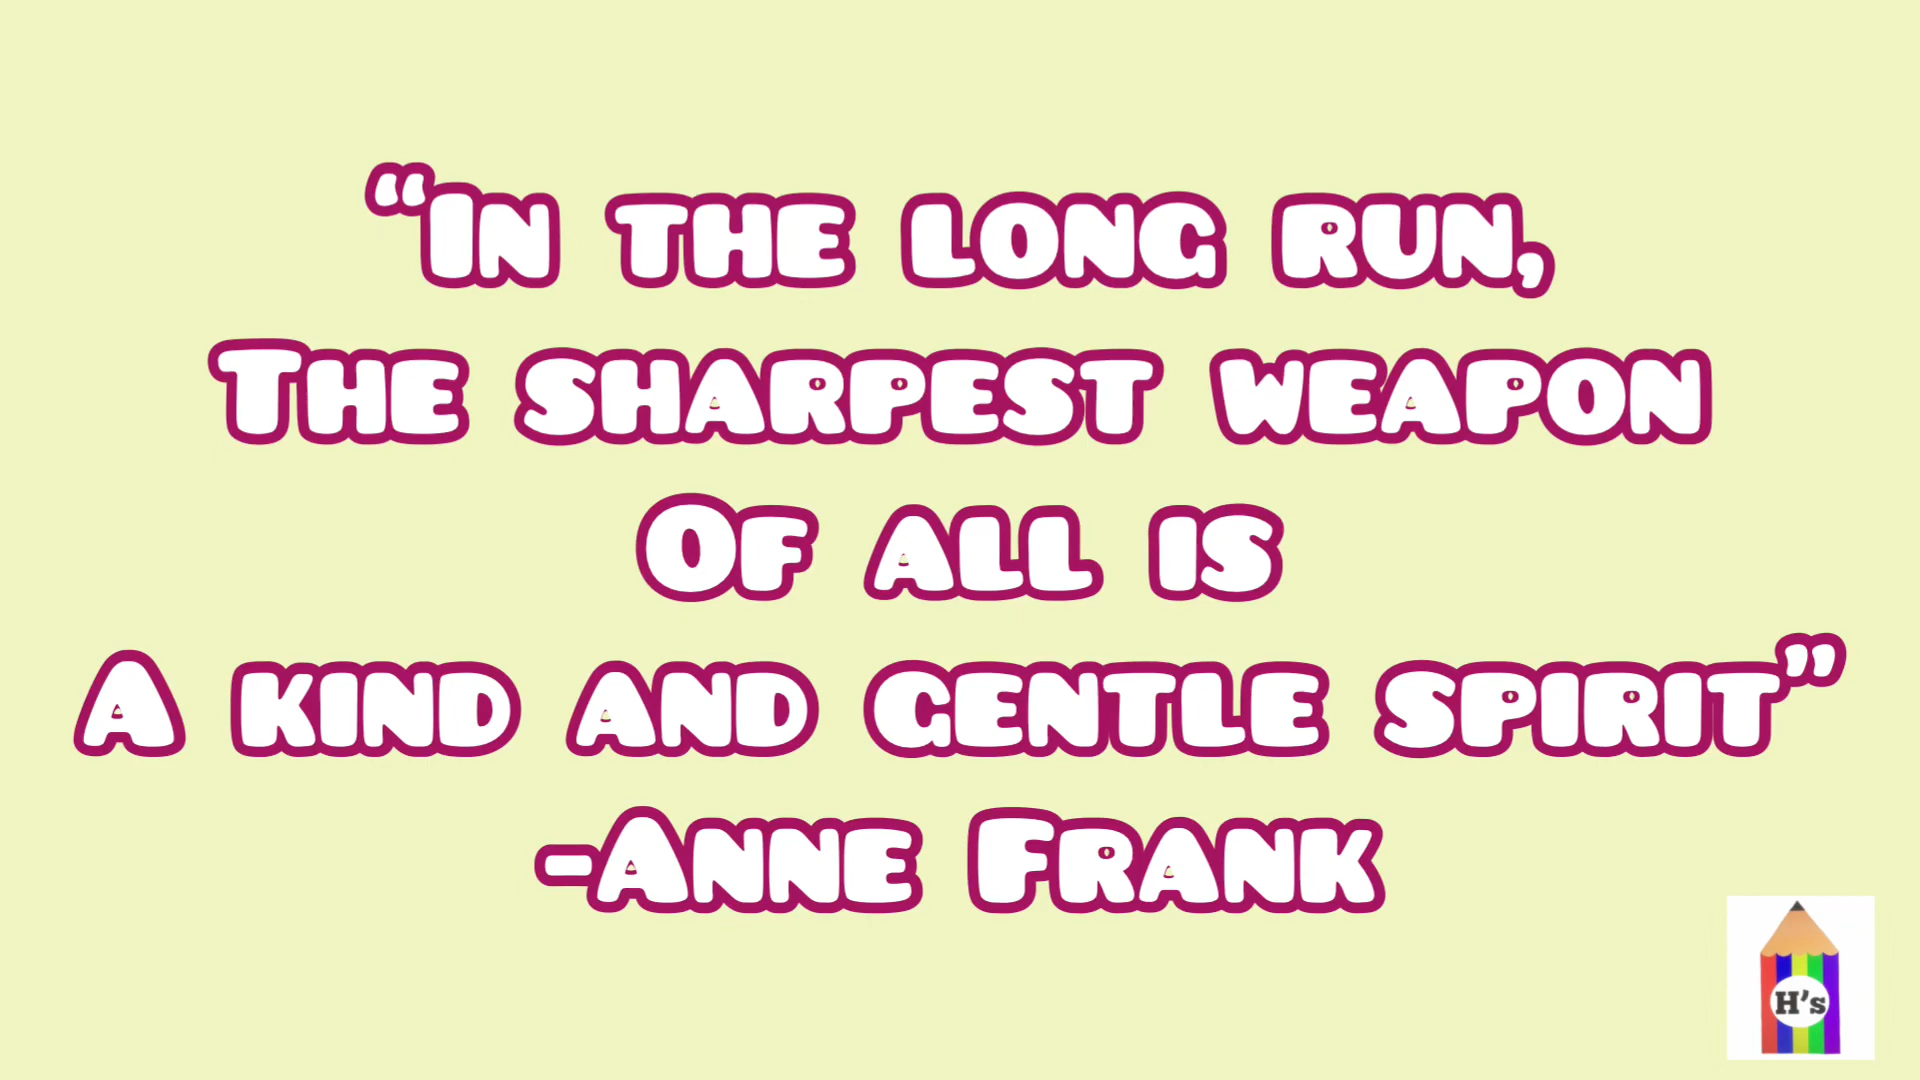 “In the long run,
The sharpest weapon
Of all is
A kind and gentle spirit”
-Anne Frank
H's